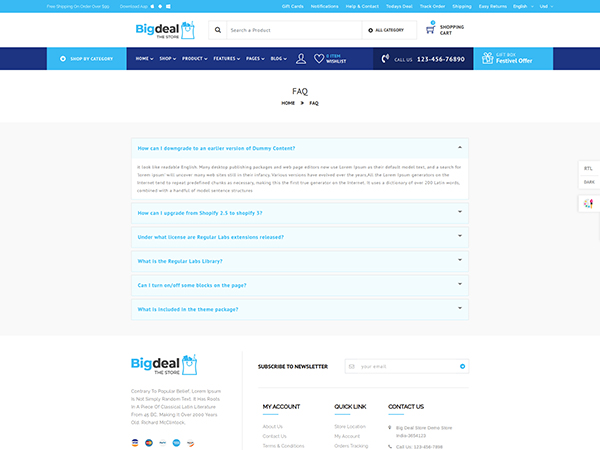 Free Shipping On Order Over $99
Download App
Gift Cards
Notifications
Help & Contact
Todays Deal
Track Order
Shipping
Easy Returns
English
Usd
Bigdeal
THE STORE
Search a Product
ALL CATEGORY
SHOPPING
CART
SHOP BY CATEGORY
HOME
SHOP
PRODUCT
FEATURES
PAGES
BLOG
0 ITEM
WISHLIST
CALL US
123-456-76890
GIFT BOX
Festivel Offer
FAQ
HOME » FAQ
How can I downgrade to an earlier version of Dummy Content?
it look like readable English. Many desktop publishing packages and web page editors now use Lorem Ipsum as their default model text, and a search
for 'lorem ipsum' will uncover many web sites still in their infancy. Various versions have evolved over the years,All the Lorem Ipsum generators on the
Internet tend to repeat predefined chunks as necessary, making this the first true generator on the Internet. It uses a dictionary of over 200 Latin words,
combined with a handful of model sentence structures
How can I upgrade from Shopify 2.5 to shopify 3?
Under what license are Regular Labs extensions released?
What is the Regular Labs Library?
Can I turn on/off some blocks on the page?
What is included in the theme package?
RTL
DARK
Bigdeal
THE STORE
Contrary To Popular Belief, Lorem Ipsum
Is Not Simply Random Text. It Has Roots
In A Piece Of Classical Latin Literature
From 45 BC, Making It Over 2000 Years
Old. Richard McClintock,
SUBSCRIBE TO NEWSLETTER
your email
MY ACCOUNT
About Us
Contact Us
Terms & Conditions
QUICK LINK
Store Location
My Account
Orders Tracking
CONTACT US
Big Deal Store Demo Store
India-3654123
Call Us: 123-456-7898